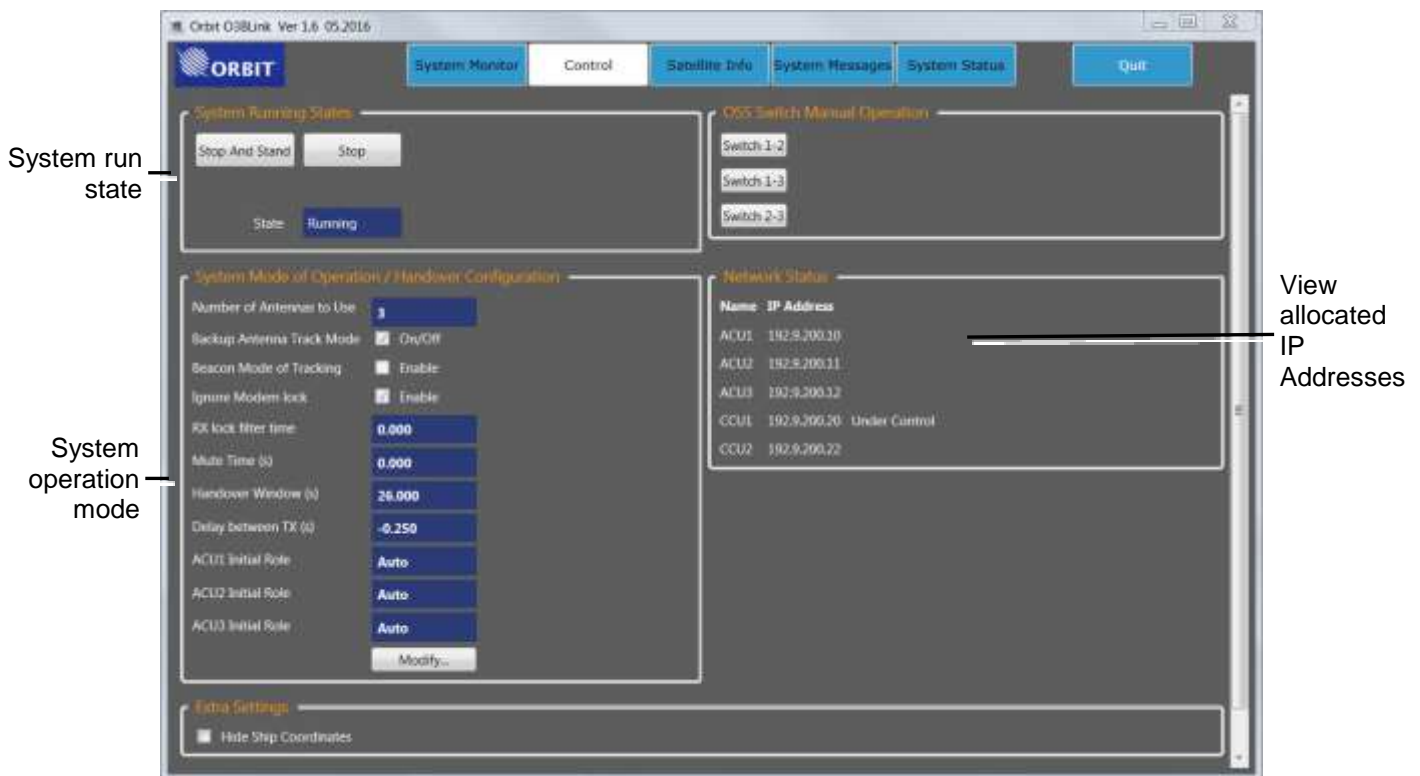 Orbit O3BLink Ver 1.6 05.2016
ORBIT
System Monitor
Control
Satellite Info
System Messages
System Status
Quit
System Running States
Stop And Stand
Stop
State
Running
OSS Switch Manual Operation
Switch 1-2
Switch 1-3
Switch 2-3
System run
state
System Mode of Operation / Handover Configuration
Number of Antennas to Use
3
Backup Antenna Track Mode
On/Off
Beacon Mode of Tracking
Enable
Ignore Modem lock
Enable
RX lock filter time
0.000
Mute Time (s)
0.000
Handover Window (s)
26.000
Delay between TX (s)
-0.250
ACU1 Initial Role
Auto
ACU2 Initial Role
Auto
ACU3 Initial Role
Auto
Modify...
System
operation
mode
Network Status
Name IP Address
ACU1 192.9.200.10
ACU2 192.9.200.11
ACU3 192.9.200.12
CCU1 192.9.200.20 Under Control
CCU2 192.9.200.22
View
allocated
IP
Addresses
Extra Settings
Hide Ship Coordinates